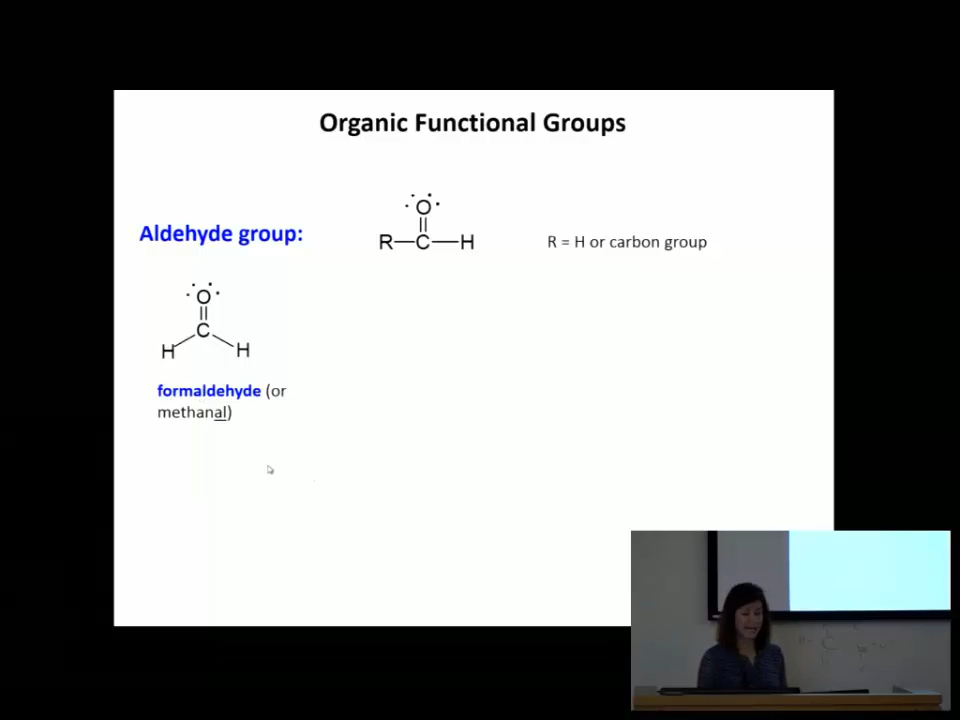 Organic Functional Groups
Aldehyde group:
O
R—C—H
R = H or carbon group
O
C
H H
formaldehyde (or
methanal)